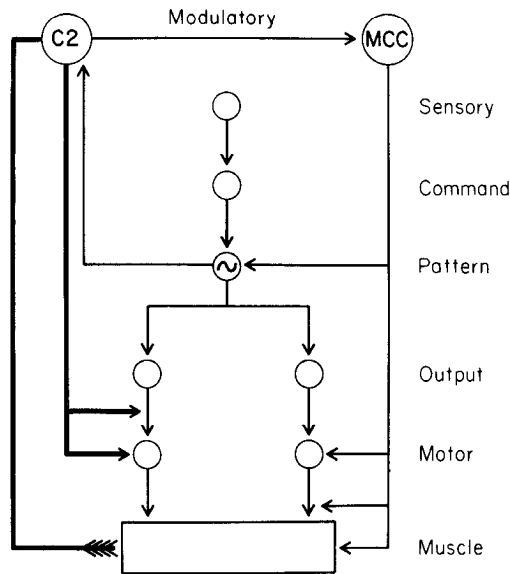 Modulatory
C2
MCC
Sensory
Command
Pattern
Output
Motor
Muscle